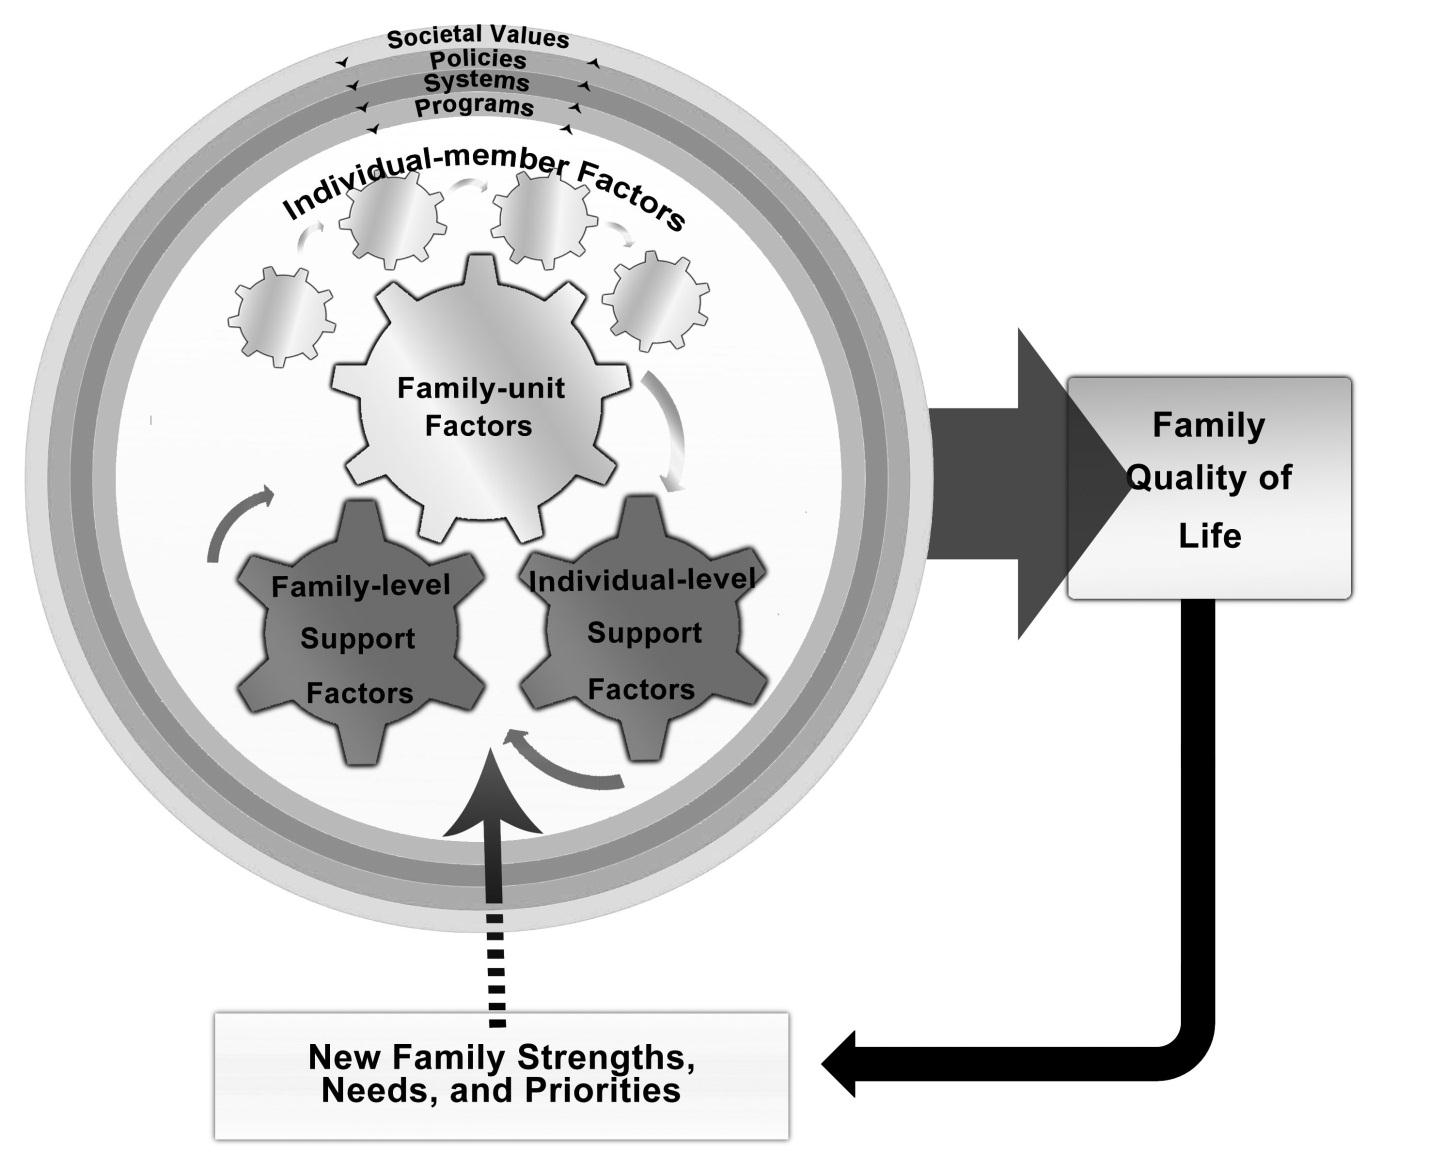 Societal Values
Policies
Systems
Programs
Individual-member Factors
Family-unit
Factors
Family-level
Support
Factors
Individual-level
Support
Factors
Family
Quality of
Life
New Family Strengths,
Needs, and Priorities